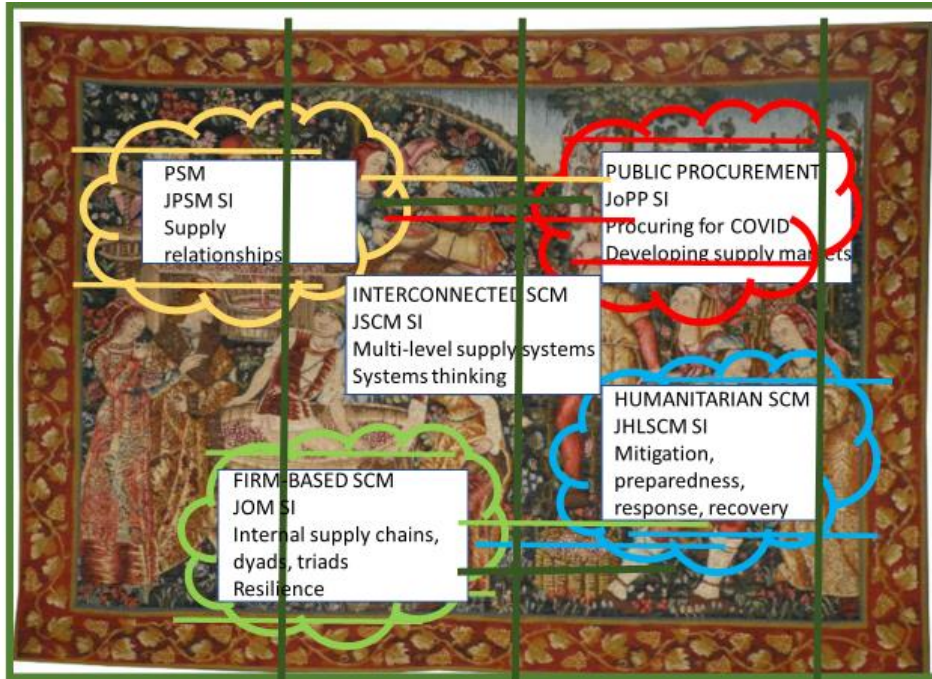 PSM
JPSM SI
Supply
relationships
PUBLIC PROCUREMENT
JoPP SI
Procuring for COVID
Developing supply markets
INTERCONNECTED SCM
JSCM SI
Multi-level supply systems
Systems thinking
HUMANITARIAN SCM
JHLSCM SI
Mitigation,
preparedness,
response, recovery
FIRM-BASED SCM
JOM SI
Internal supply chains,
dyads, triads
Resilience